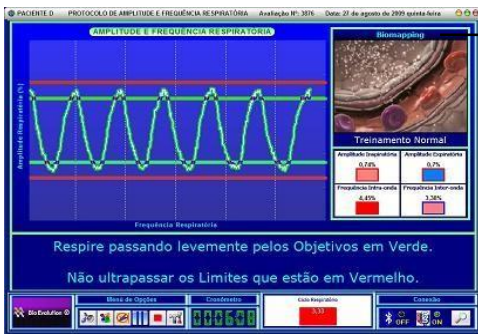 PACIENTE D PROTOCOLO DE AMPLITUDE E FREQUÊNCIA RESPIRATÓRIA Avaliação Nº: 3876 Data: 27 de agosto de 2009 quinta-feira
AMPLITUDE E FREQUÊNCIA RESPIRATÓRIA
Amplitude Respiratória [%]
Frequência Respiratória
Biomapping
Treinamento Normal
Amplitude Inspiratória Amplitude Expiratória
0,74% 0,7%
Frequência Intra-onda Frequência Inter-onda
4,45% 3,38%
Respire passando levemente pelos Objetivos em Verde.
Não ultrapassar os Limites que estão em Vermelho.
Bio Evolution ®
Menu de Opções
Cronômetro
Ciclo Respiratório
3,33
Conexão
OFF
ON